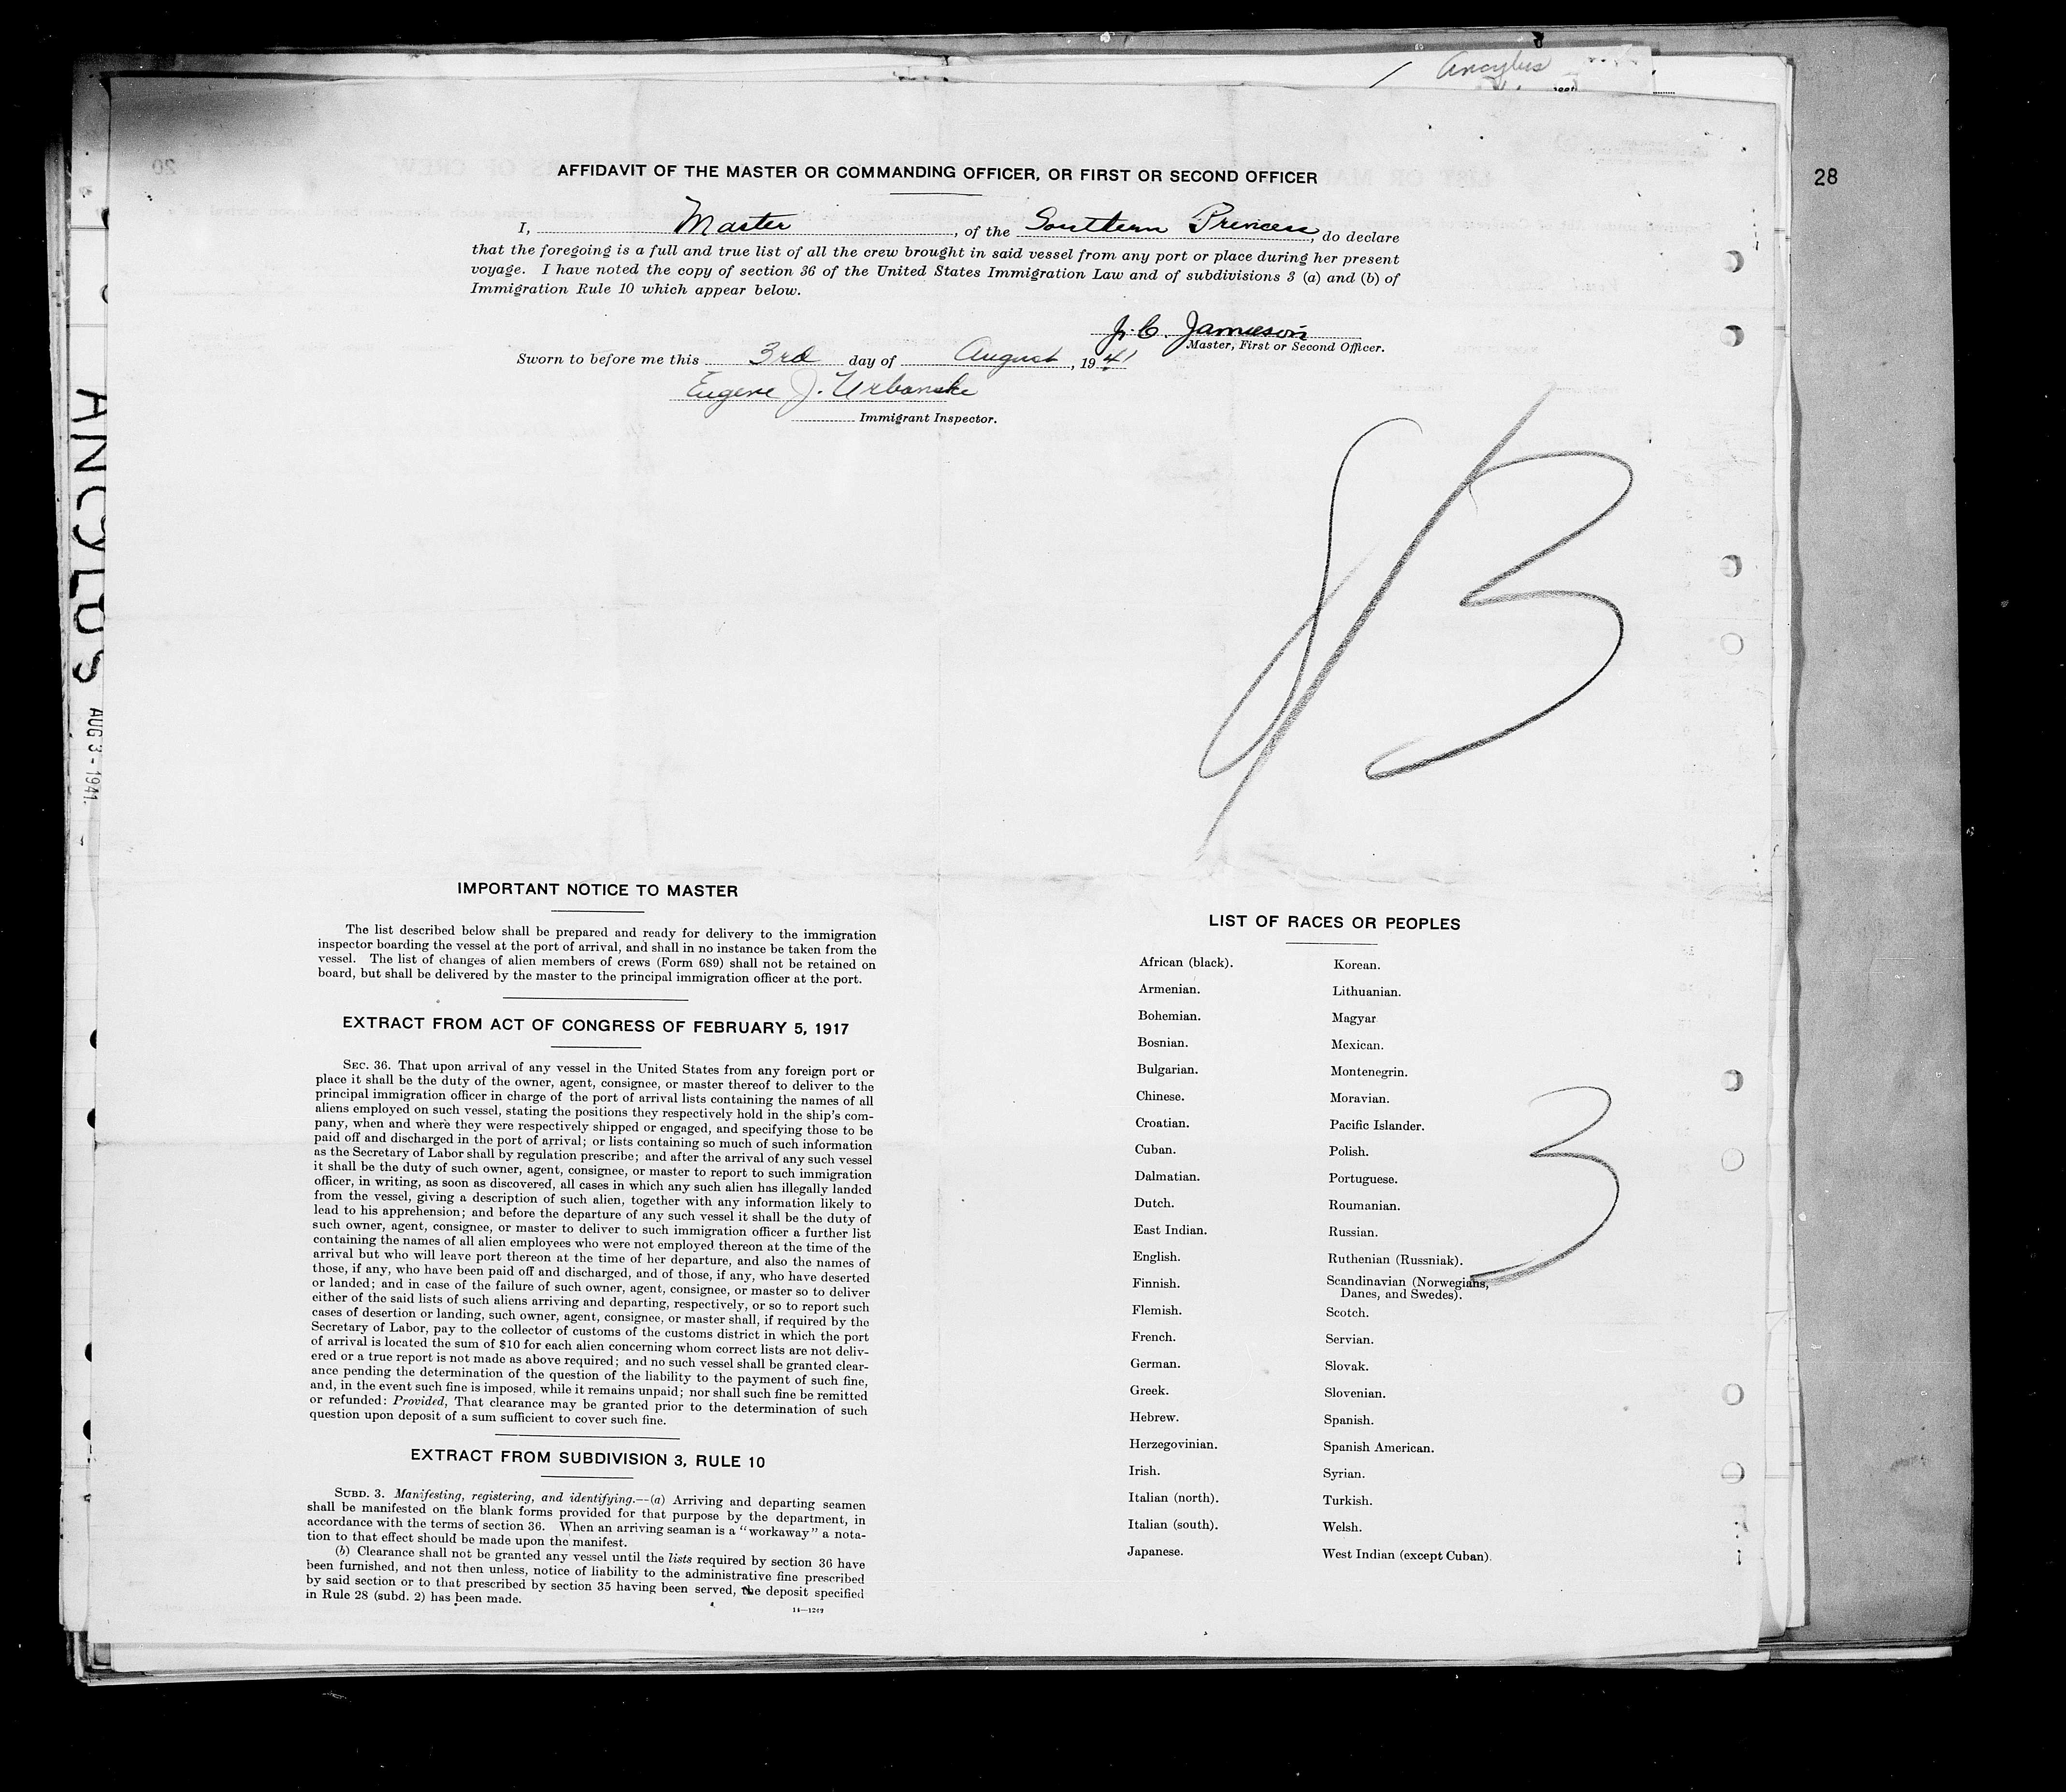 Ancylus
28
AFFIDAVIT OF THE MASTER OR COMMANDING OFFICER, OR FIRST OR SECOND OFFICER
I, Master, of the Southern Princess, do declare
that the foregoing is a full and true list of all the crew brought in said vessel from any port or place during her present
voyage. I have noted the copy of section 36 of the United States Immigration Law and of subdivisions 3 (a) and (b) of
Immigration Rule 10 which appear below.
J. C. Jamieson
Master, First or Second Officer.
Sworn to before me this 3rd day of August, 1941
Eugene J. Urbanske
Immigrant Inspector.
ANCYLUS AUG 3 - 1941.
IMPORTANT NOTICE TO MASTER
The list described below shall be prepared and ready for delivery to the immigration
inspector boarding the vessel at the port of arrival, and shall in no instance be taken from the
vessel. The list of changes of alien members of crews (Form 689) shall not be retained on
board, but shall be delivered by the master to the principal immigration officer at the port.
EXTRACT FROM ACT OF CONGRESS OF FEBRUARY 5, 1917
SEC. 36. That upon arrival of any vessel in the United States from any foreign port or
place it shall be the duty of the owner, agent, consignee, or master thereof to deliver to the
principal immigration officer in charge of the port of arrival lists containing the names of all
aliens employed on such vessel, stating the positions they respectively hold in the ship's com-
pany, when and where they were respectively shipped or engaged, and specifying those to be
paid off and discharged in the port of arrival; or lists containing so much of such information
as the Secretary of Labor shall by regulation prescribe; and after the arrival of any such vessel
it shall be the duty of such owner, agent, consignee, or master to report to such immigration
officer, in writing, as soon as discovered, all cases in which any such alien has illegally landed
from the vessel, giving a description of such alien, together with any information likely to
lead to his apprehension; and before the departure of any such vessel it shall be the duty of
such owner, agent, consignee, or master to deliver to such immigration officer a further list
containing the names of all alien employees who were not employed thereon at the time of the
arrival but who will leave port thereon at the time of her departure, and also the names of
those, if any, who have been paid off and discharged, and of those, if any, who have deserted
or landed; and in case of the failure of such owner, agent, consignee, or master so to deliver
either of the said lists of such aliens arriving and departing, respectively, or so to report such
cases of desertion or landing, such owner, agent, consignee, or master shall, if required by the
Secretary of Labor, pay to the collector of customs of the customs district in which the port
of arrival is located the sum of $10 for each alien concerning whom correct lists are not deliv-
ered or a true report is not made as above required; and no such vessel shall be granted clear-
ance pending the determination of the question of the liability to the payment of such fine,
and, in the event such fine is imposed, while it remains unpaid; nor shall such fine be remitted
or refunded: Provided, That clearance may be granted prior to the determination of such
question upon deposit of a sum sufficient to cover such fine.
EXTRACT FROM SUBDIVISION 3, RULE 10
SUBD. 3. Manifesting, registering, and identifying.—(a) Arriving and departing seamen
shall be manifested on the blank forms provided for that purpose by the department, in
accordance with the terms of section 36. When an arriving seaman is a "workaway" a nota-
tion to that effect should be made upon the manifest.
(b) Clearance shall not be granted any vessel until the lists required by section 36 have
been furnished, and not then unless, notice of liability to the administrative fine prescribed
by said section or to that prescribed by section 35 having been served, the deposit specified
in Rule 28 (subd. 2) has been made.
14—1249
LIST OF RACES OR PEOPLES
African (black).
Armenian.
Bohemian.
Bosnian.
Bulgarian.
Chinese.
Croatian.
Cuban.
Dalmatian.
Dutch.
East Indian.
English.
Finnish.
Flemish.
French.
German.
Greek.
Hebrew.
Herzegovinian.
Irish.
Italian (north).
Italian (south).
Japanese.
Korean.
Lithuanian.
Magyar
Mexican.
Montenegrin.
Moravian.
Pacific Islander.
Polish.
Portuguese.
Roumanian.
Russian.
Ruthenian (Russniak).
Scandinavian (Norwegians,
Danes, and Swedes).
Scotch.
Servian.
Slovak.
Slovenian.
Spanish.
Spanish American.
Syrian.
Turkish.
Welsh.
West Indian (except Cuban).
3